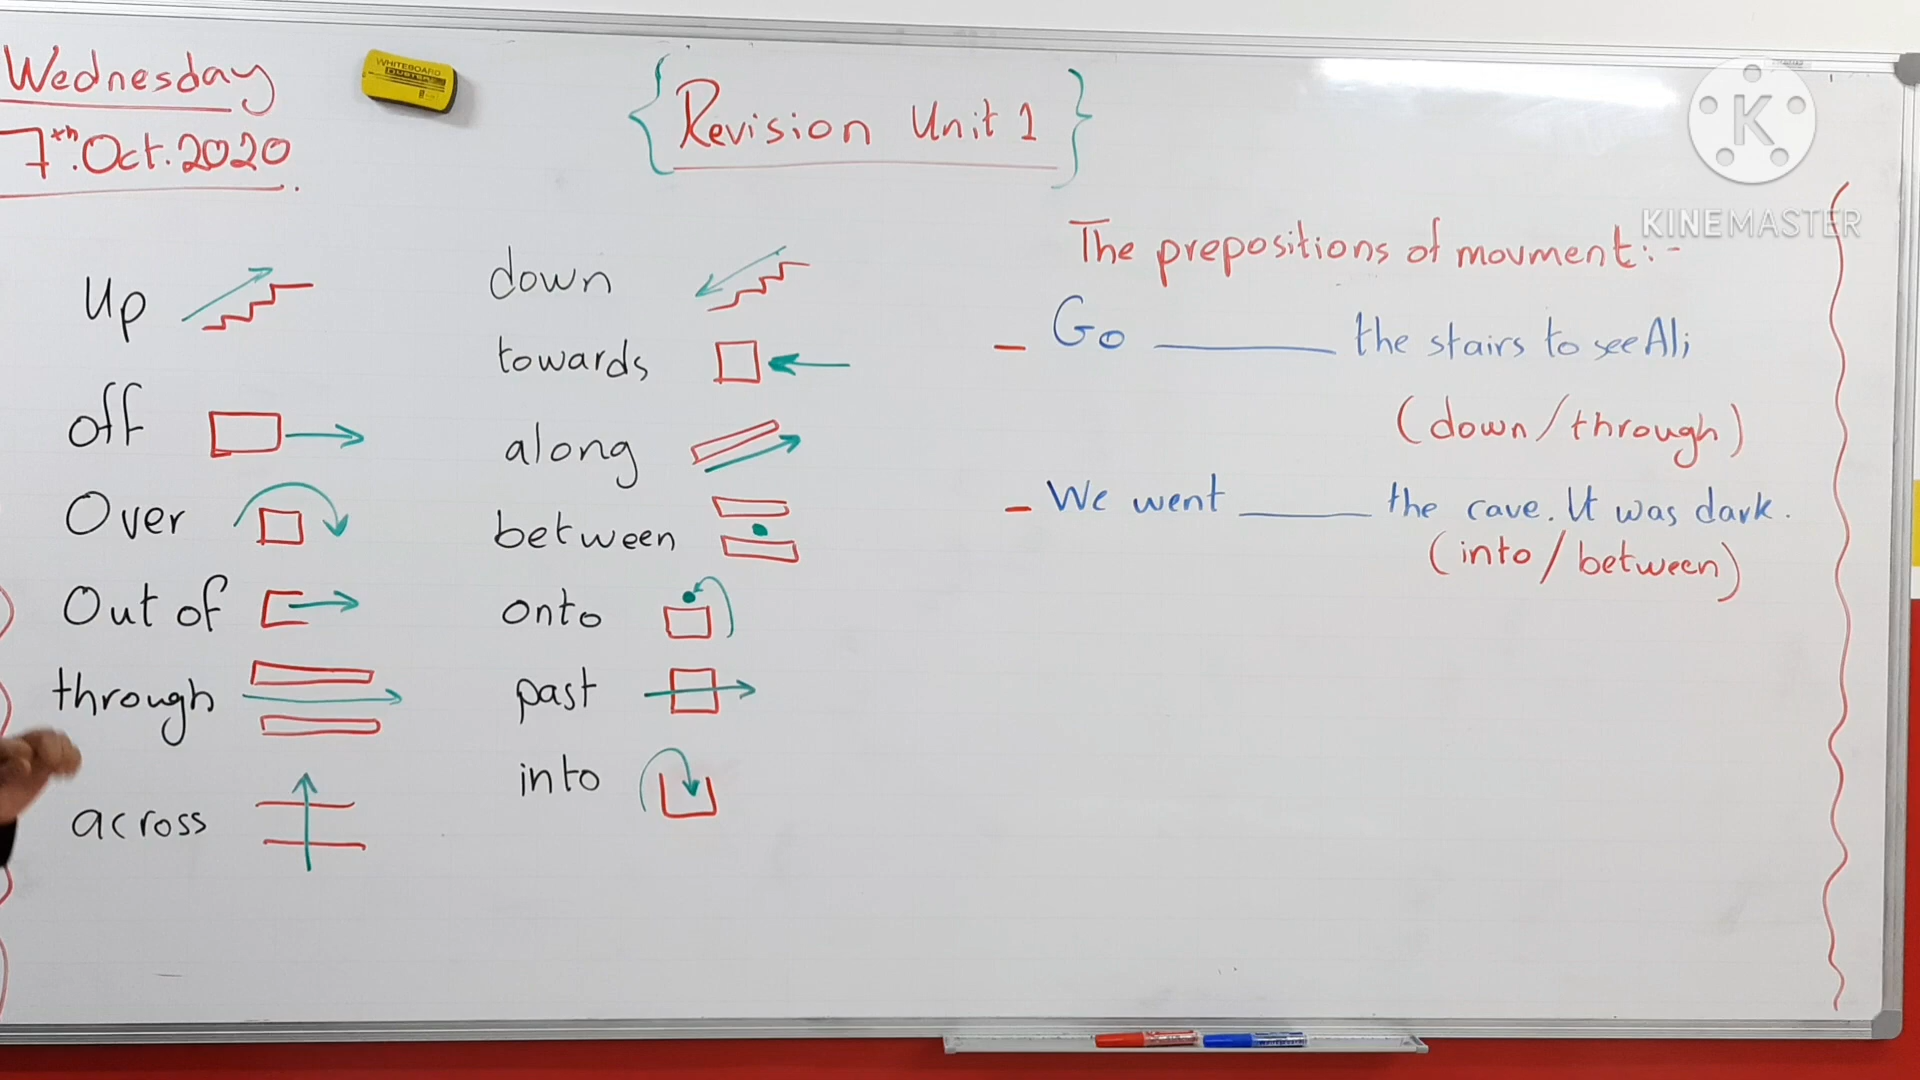 Wednesday
7th.Oct.2020
WHITEBOARD
DUSTER
{Revision Unit 1}
K
KINEMASTER
Up
off
Over
Out of
through
across
down
towards
along
between
onto
past
into
The prepositions of movment:-
- Go ______ the stairs to see Ali
(down/through)
- We went ______ the cave. It was dark.
(into/between)